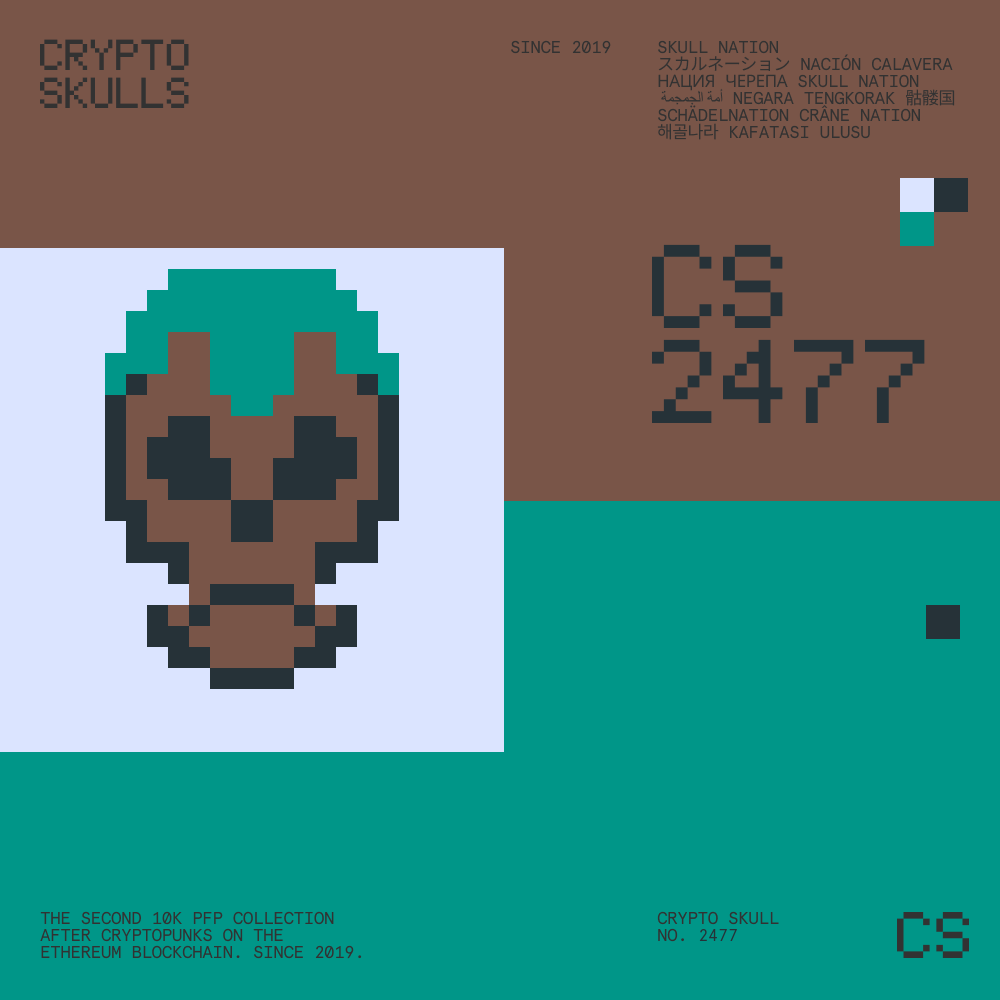 CRYPTO
SKULLS
SINCE 2019
SKULL NATION
スカルネーション NACIÓN CALAVERA
НАЦИЯ ЧЕРЕПА SKULL NATION
أمة الجمجمة NEGARA TENGKORAK 骷髅国
SCHÄDELNATION CRÂNE NATION
해골나라 KAFATASI ULUSU
CS
2477
THE SECOND 10K PFP COLLECTION
AFTER CRYPTOPUNKS ON THE
ETHEREUM BLOCKCHAIN. SINCE 2019.
CRYPTO SKULL
NO. 2477
CS